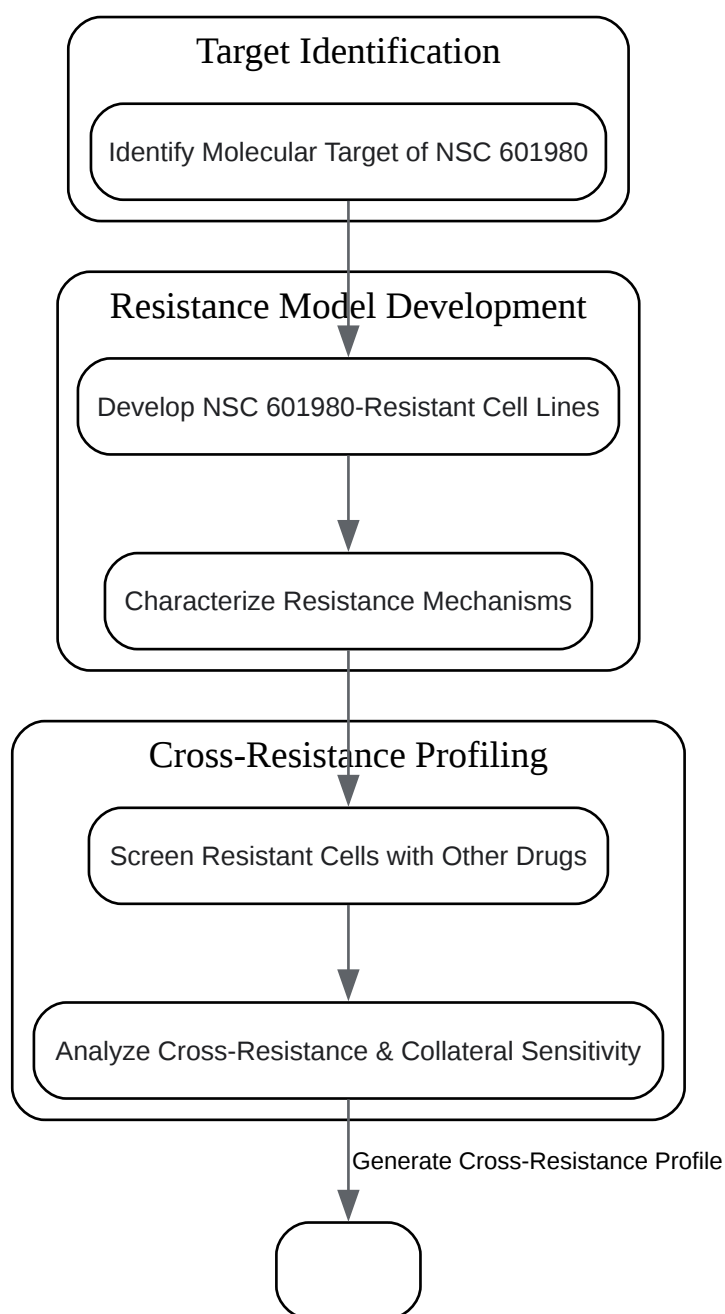 Target Identification
Identify Molecular Target of NSC 601980
Resistance Model Development
Develop NSC 601980-Resistant Cell Lines
Characterize Resistance Mechanisms
Cross-Resistance Profiling
Screen Resistant Cells with Other Drugs
Analyze Cross-Resistance & Collateral Sensitivity
Generate Cross-Resistance Profile